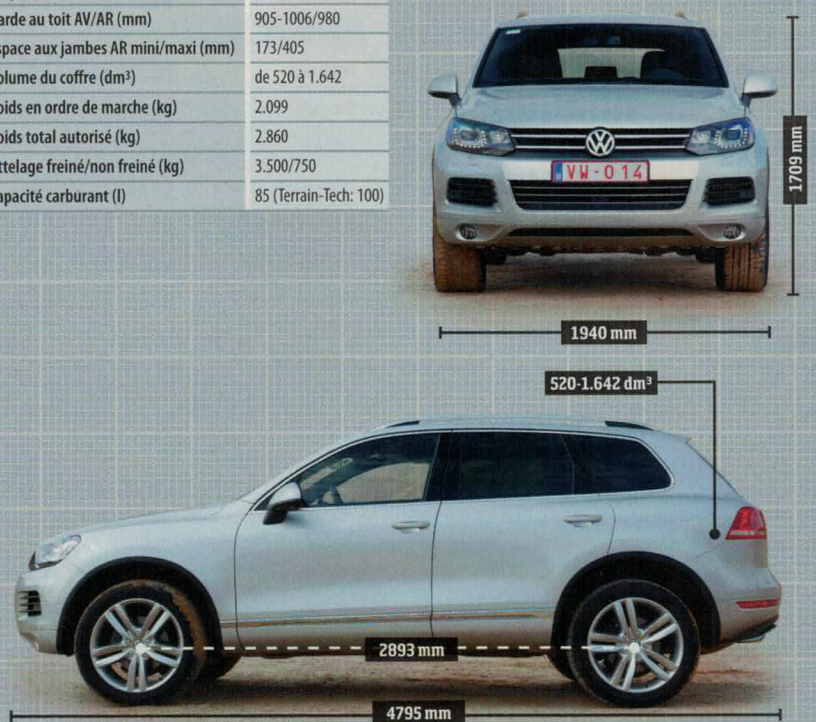 arde au toit AV/AR (mm) 905-1006/980
space aux jambes AR mini/maxi (mm) 173/405
olume du coffre (dm³) de 520 à 1.642
oids en ordre de marche (kg) 2.099
oids total autorisé (kg) 2.860
ttelage freiné/non freiné (kg) 3.500/750
apacité carburant (l) 85 (Terrain-Tech: 100)
VW-014
1709 mm
1940 mm
520-1.642 dm³
2893 mm
4795 mm